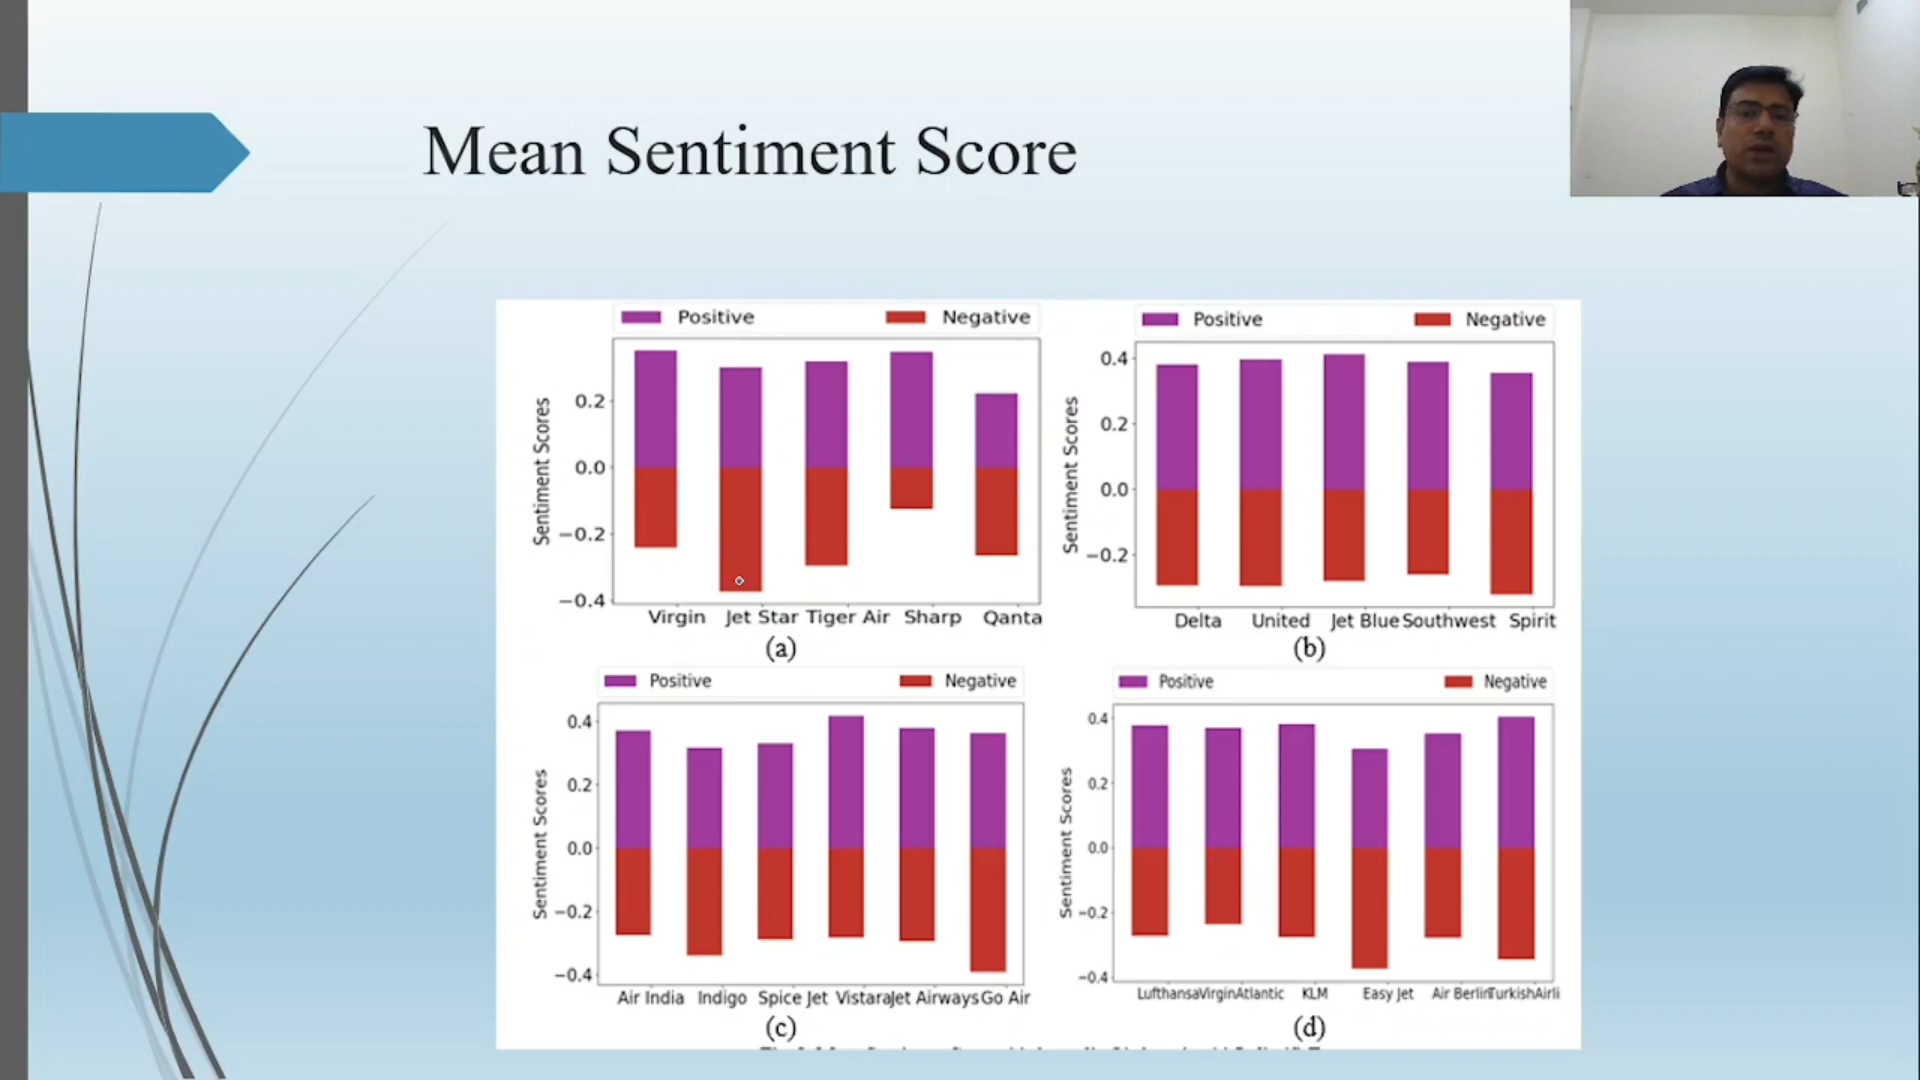 Mean Sentiment Score
Positive Negative
Sentiment Scores
0.2
0.0
−0.2
−0.4
Virgin Jet Star Tiger Air Sharp Qanta
(a)
Positive Negative
Sentiment Scores
0.4
0.2
0.0
−0.2
Delta United Jet Blue Southwest Spirit
(b)
Positive Negative
Sentiment Scores
0.4
0.2
0.0
−0.2
−0.4
Air India Indigo Spice Jet Vistara Jet Airways Go Air
(c)
Positive Negative
Sentiment Scores
0.4
0.2
0.0
−0.2
−0.4
Lufthansa VirginAtlantic KLM Easy Jet Air Berlin TurkishAirli
(d)